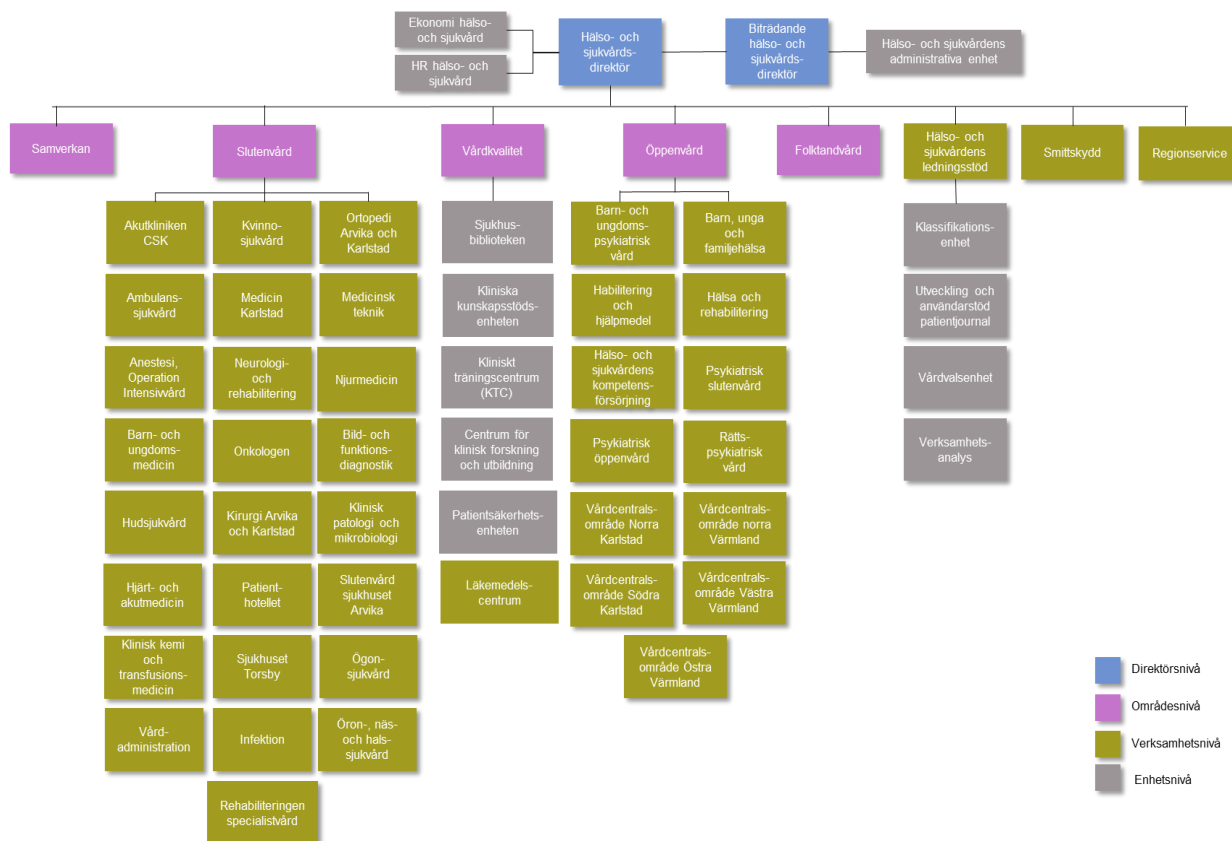 Ekonomi hälso-
och sjukvård
HR hälso- och
sjukvård
Hälso- och
sjukvårds-
direktör
Biträdande
hälso- och
sjukvårds-
direktör
Hälso- och sjukvårdens
administrativa enhet
Samverkan
Slutenvård
Vårdkvalitet
Öppenvård
Folktandvård
Hälso- och
sjukvårdens
ledningsstöd
Smittskydd
Regionservice
Akutkliniken
CSK
Kvinno-
sjukvård
Ortopedi
Arvika och
Karlstad
Ambulans-
sjukvård
Medicin
Karlstad
Medicinsk
teknik
Anestesi,
Operation
Intensivvård
Neurologi-
och
rehabilitering
Njurmedicin
Barn- och
ungdoms-
medicin
Onkologen
Bild- och
funktions-
diagnostik
Hudsjukvård
Kirurgi Arvika
och Karlstad
Klinisk
patologi och
mikrobiologi
Hjärt- och
akutmedicin
Patient-
hotellet
Slutenvård
sjukhuset
Arvika
Klinisk kemi
och
transfusions-
medicin
Sjukhuset
Torsby
Ögon-
sjukvård
Vård-
administration
Infektion
Öron-, näs-
och hals-
sjukvård
Rehabiliteringen
specialistvård
Sjukhus-
biblioteken
Kliniska
kunskapsstöds-
enheten
Kliniskt
träningscentrum
(KTC)
Centrum för
klinisk forskning
och utbildning
Patientsäkerhets-
enheten
Läkemedels-
centrum
Barn- och
ungdoms-
psykiatrisk
vård
Barn, unga
och
familjehälsa
Habilitering
och
hjälpmedel
Hälsa och
rehabilitering
Hälso- och
sjukvårdens
kompetens-
försörjning
Psykiatrisk
slutenvård
Psykiatrisk
öppenvård
Rätts-
psykiatrisk
vård
Vårdcentrals-
område Norra
Karlstad
Vårdcentrals-
område norra
Värmland
Vårdcentrals-
område Södra
Karlstad
Vårdcentrals-
område Västra
Värmland
Vårdcentrals-
område Östra
Värmland
Klassifikations-
enhet
Utveckling och
användarstöd
patientjournal
Vårdvalsenhet
Verksamhets-
analys
Direktörsnivå
Områdesnivå
Verksamhetsnivå
Enhetsnivå